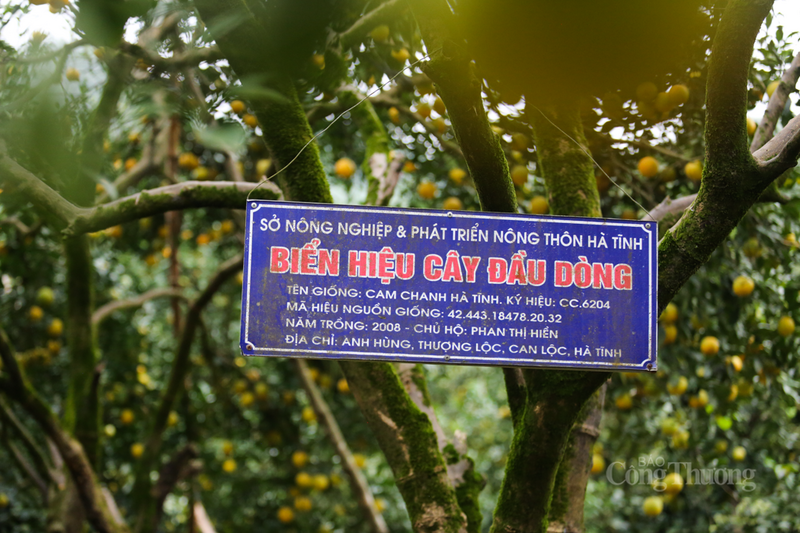 SỞ NÔNG NGHIỆP & PHÁT TRIỂN NÔNG THÔN HÀ TĨNH
BIỂN HIỆU CÂY ĐẦU DÒNG
TÊN GIỐNG: CAM CHANH HÀ TĨNH. KÝ HIỆU: CC.6204
MÃ HIỆU NGUỒN GIỐNG: 42.443.18478.20.32
NĂM TRỒNG: 2008 - CHỦ HỘ: PHAN THỊ HIỀN
ĐỊA CHỈ: ANH HÙNG, THƯỢNG LỘC, CAN LỘC, HÀ TĨNH
BÁO
Công Thương